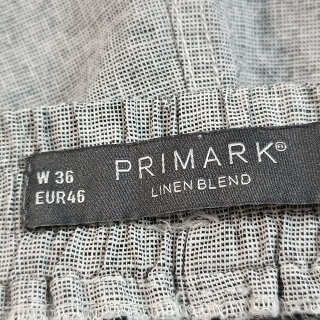 W 36
EUR46
PRIMARK®
LINEN BLEND